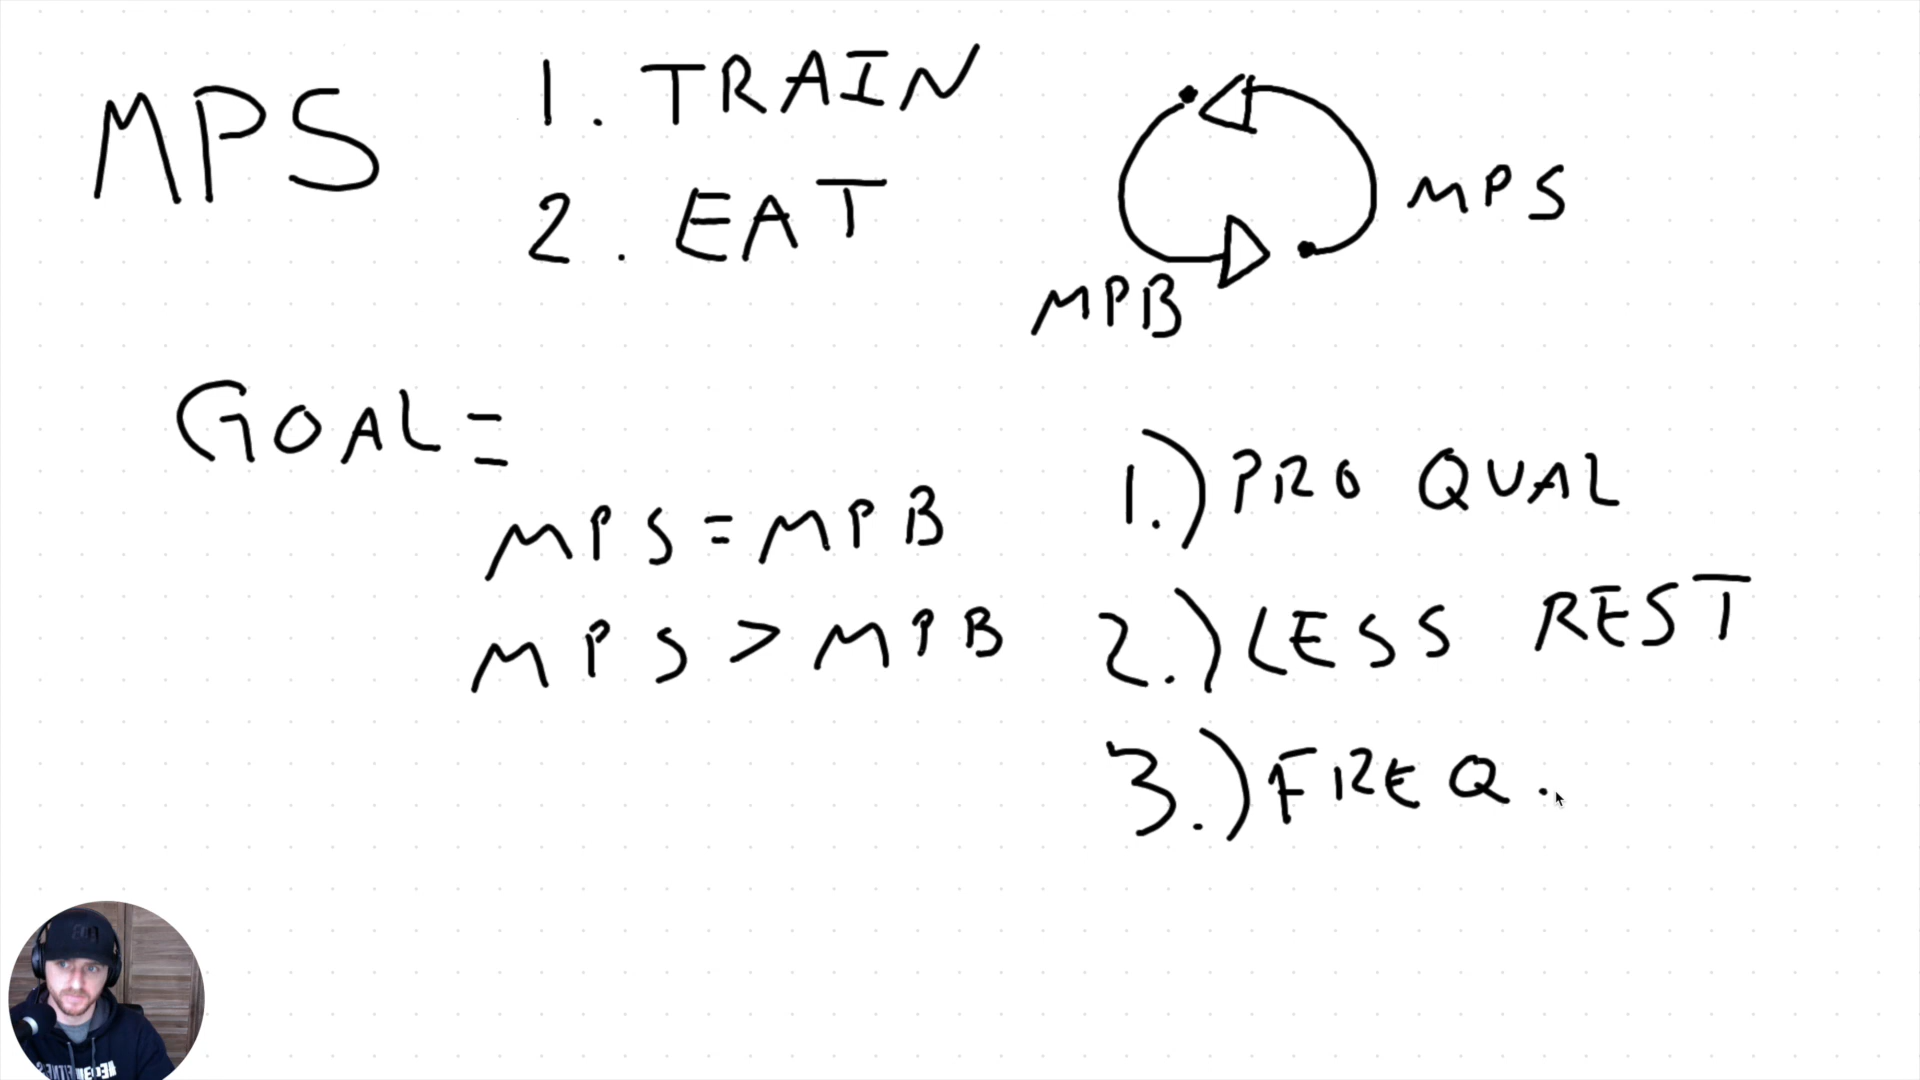 MPS
1. TRAIN
2. EAT
MPS
MPB
GOAL =
MPS = MPB
MPS > MPB
1.) PRO QUAL
2.) LESS REST
3.) FREQ.